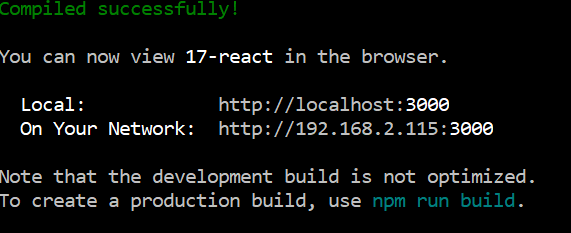 Compiled successfully!
You can now view 17-react in the browser.
Local: http://localhost:3000
On Your Network: http://192.168.2.115:3000
Note that the development build is not optimized.
To create a production build, use npm run build.